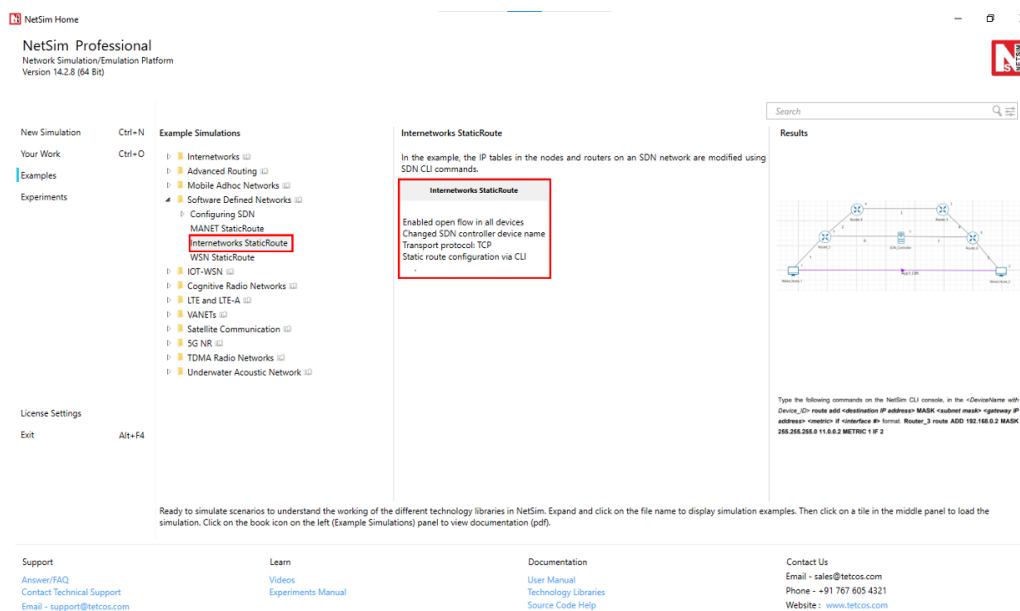 NetSim Home
NetSim Professional
Network Simulation/Emulation Platform
Version 14.2.8 (64 Bit)
NETSIM
Search
New Simulation Ctrl+N
Your Work Ctrl+O
Examples
Experiments
License Settings
Exit Alt+F4
Example Simulations
Internetworks
Advanced Routing
Mobile Adhoc Networks
Software Defined Networks
Configuring SDN
MANET StaticRoute
Internetworks StaticRoute
WSN StaticRoute
IOT-WSN
Cognitive Radio Networks
LTE and LTE-A
VANETs
Satellite Communication
5G NR
TDMA Radio Networks
Underwater Acoustic Network
Internetworks StaticRoute
In the example, the IP tables in the nodes and routers on an SDN network are modified using
SDN CLI commands.
Internetworks StaticRoute
Enabled open flow in all devices
Changed SDN controller device name
Transport protocol: TCP
Static route configuration via CLI
Results
Type the following commands on the NetSim CLI console, in the <DeviceName with
Device_ID> route add <destination IP address> MASK <subnet mask> <gateway IP
address> <metric> if <interface #> format. Router_3 route ADD 192.168.0.2 MASK
255.255.255.0 11.0.0.2 METRIC 1 IF 2
Ready to simulate scenarios to understand the working of the different technology libraries in NetSim. Expand and click on the file name to display simulation examples. Then click on a tile in the middle panel to load the
simulation. Click on the book icon on the left (Example Simulations) panel to view documentation (pdf).
Support
Answer/FAQ
Contact Technical Support
Email - support@tetcos.com
Learn
Videos
Experiments Manual
Documentation
User Manual
Technology Libraries
Source Code Help
Contact Us
Email - sales@tetcos.com
Phone - +91 767 605 4321
Website : www.tetcos.com